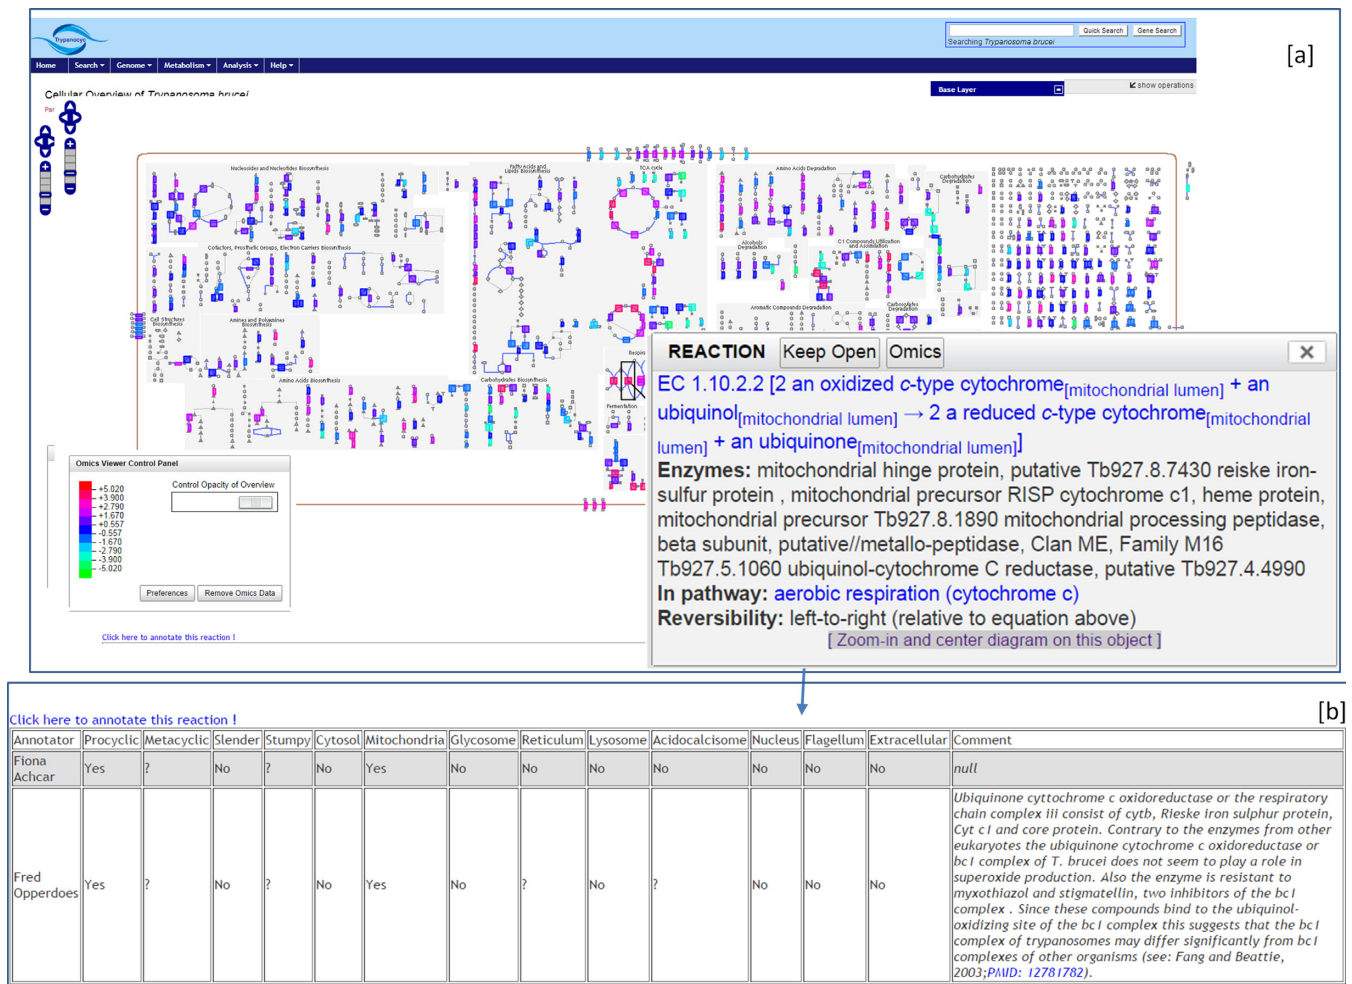 Trypanocyc
Quick Search
Gene Search
Searching Trypanosoma brucei
[a]
Home
Search
Genome
Metabolism
Analysis
Help
Cellular Overview of Trypanosoma brucei
Par
Base Layer
show operations
Nucleosides and Nucleotides Biosynthesis
Fatty Acids and
Lipids Biosynthesis
TCA cycle
Amino Acids Degradation
Carbohydrates
Degradation
Cofactors, Prosthetic Groups, Electron Carriers Biosynthesis
Alcohols
Degradation
C1 Compounds Utilization
and Assimilation
Aromatic Compounds Degradation
Carboxylates
Degradation
Cell Structures
Biosynthesis
Amines and Polyamines
Biosynthesis
Respir
Amino Acids Biosynthesis
Carbohydrates Biosynthesis
Fermentation
REACTION
Keep Open
Omics
EC 1.10.2.2 [2 an oxidized c-type cytochrome[mitochondrial lumen] + an
ubiquinol[mitochondrial lumen] → 2 a reduced c-type cytochrome[mitochondrial
lumen] + an ubiquinone[mitochondrial lumen]]
Enzymes: mitochondrial hinge protein, putative Tb927.8.7430 reiske iron-
sulfur protein , mitochondrial precursor RISP cytochrome c1, heme protein,
mitochondrial precursor Tb927.8.1890 mitochondrial processing peptidase,
beta subunit, putative//metallo-peptidase, Clan ME, Family M16
Tb927.5.1060 ubiquinol-cytochrome C reductase, putative Tb927.4.4990
In pathway: aerobic respiration (cytochrome c)
Reversibility: left-to-right (relative to equation above)
[ Zoom-in and center diagram on this object ]
Omics Viewer Control Panel
Control Opacity of Overview
+5.020
+3.900
+2.790
+1.670
+0.557
-0.557
-1.670
-2.790
-3.900
-5.020
Preferences
Remove Omics Data
Click here to annotate this reaction !
[b]
Click here to annotate this reaction !
Annotator Procyclic Metacyclic Slender Stumpy Cytosol Mitochondria Glycosome Reticulum Lysosome Acidocalcisome Nucleus Flagellum Extracellular Comment
Fiona
Achcar
Yes ? No ? No Yes No No No No No No No null
Fred
Opperdoes
Yes ? No ? No Yes No ? No ? No No No
Ubiquinone cyttochrome c oxidoreductase or the respiratory
chain complex iii consist of cytb, Rieske iron sulphur protein,
Cyt c1 and core protein. Contrary to the enzymes from other
eukaryotes the ubiquinone cytochrome c oxidoreductase or
bc1 complex of T. brucei does not seem to play a role in
superoxide production. Also the enzyme is resistant to
myxothiazol and stigmatellin, two inhibitors of the bc1
complex . Since these compounds bind to the ubiquinol-
oxidizing site of the bc1 complex this suggests that the bc1
complex of trypanosomes may differ significantly from bc1
complexes of other organisms (see: Fang and Beattie,
2003;PMID: 12781782).